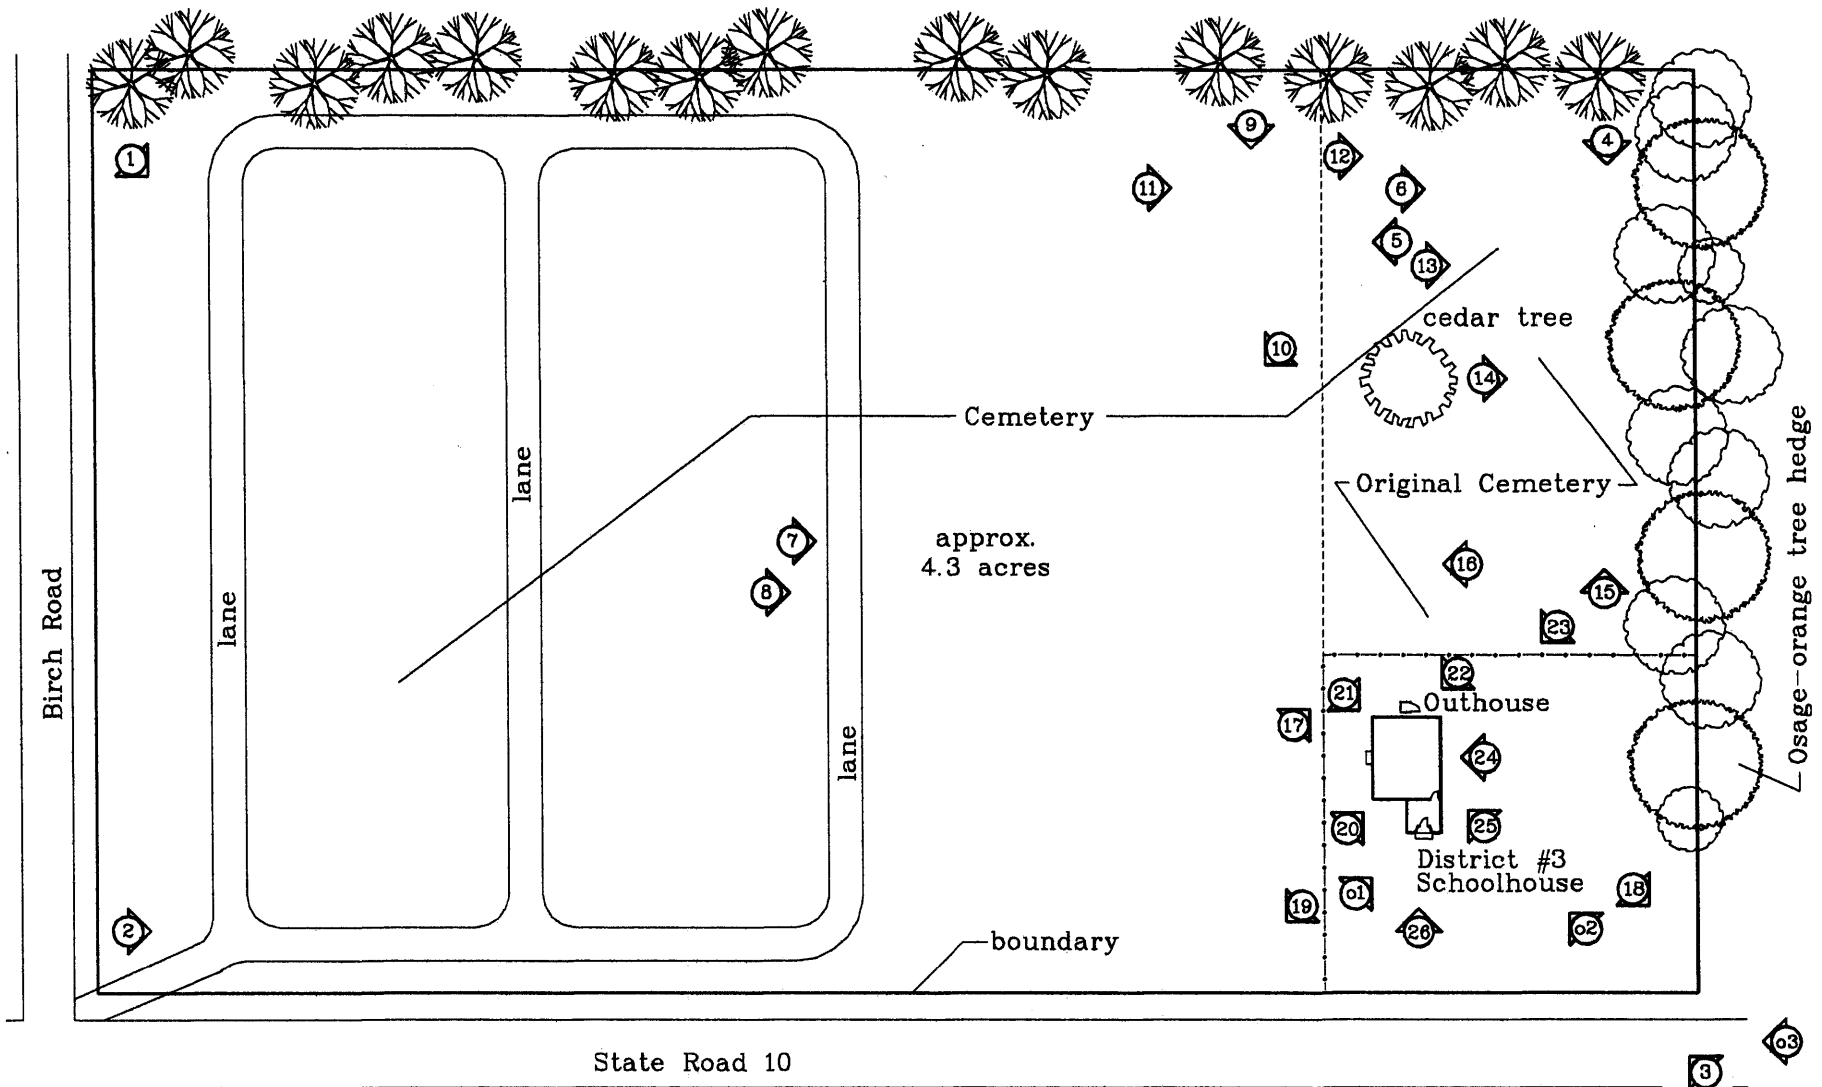 9
4
1
12
11
6
5
13
cedar tree
10
14
Cemetery
lane
Original Cemetery
Osage-orange tree hedge
approx.
4.3 acres
7
16
8
15
Birch Road
lane
23
22
21
Outhouse
17
lane
24
20
25
District #3
Schoolhouse
18
o1
19
2
26
o2
boundary
o3
State Road 10
3